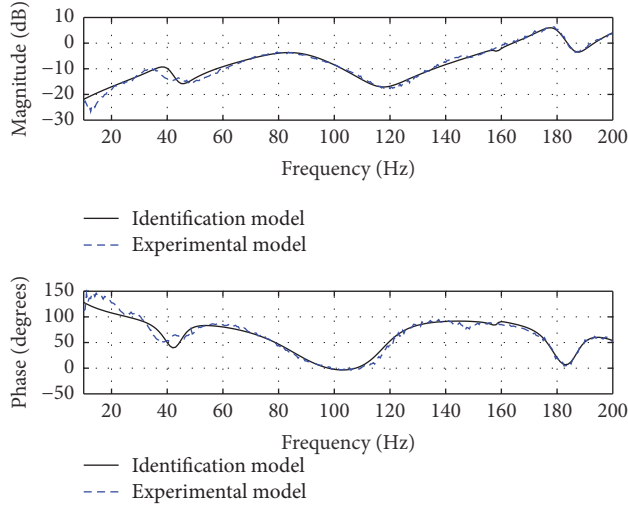 10
0
−10
−20
−30
Magnitude (dB)
20 40 60 80 100 120 140 160 180 200
Frequency (Hz)
Identification model
Experimental model
150
100
50
0
−50
Phase (degrees)
20 40 60 80 100 120 140 160 180 200
Frequency (Hz)
Identification model
Experimental model